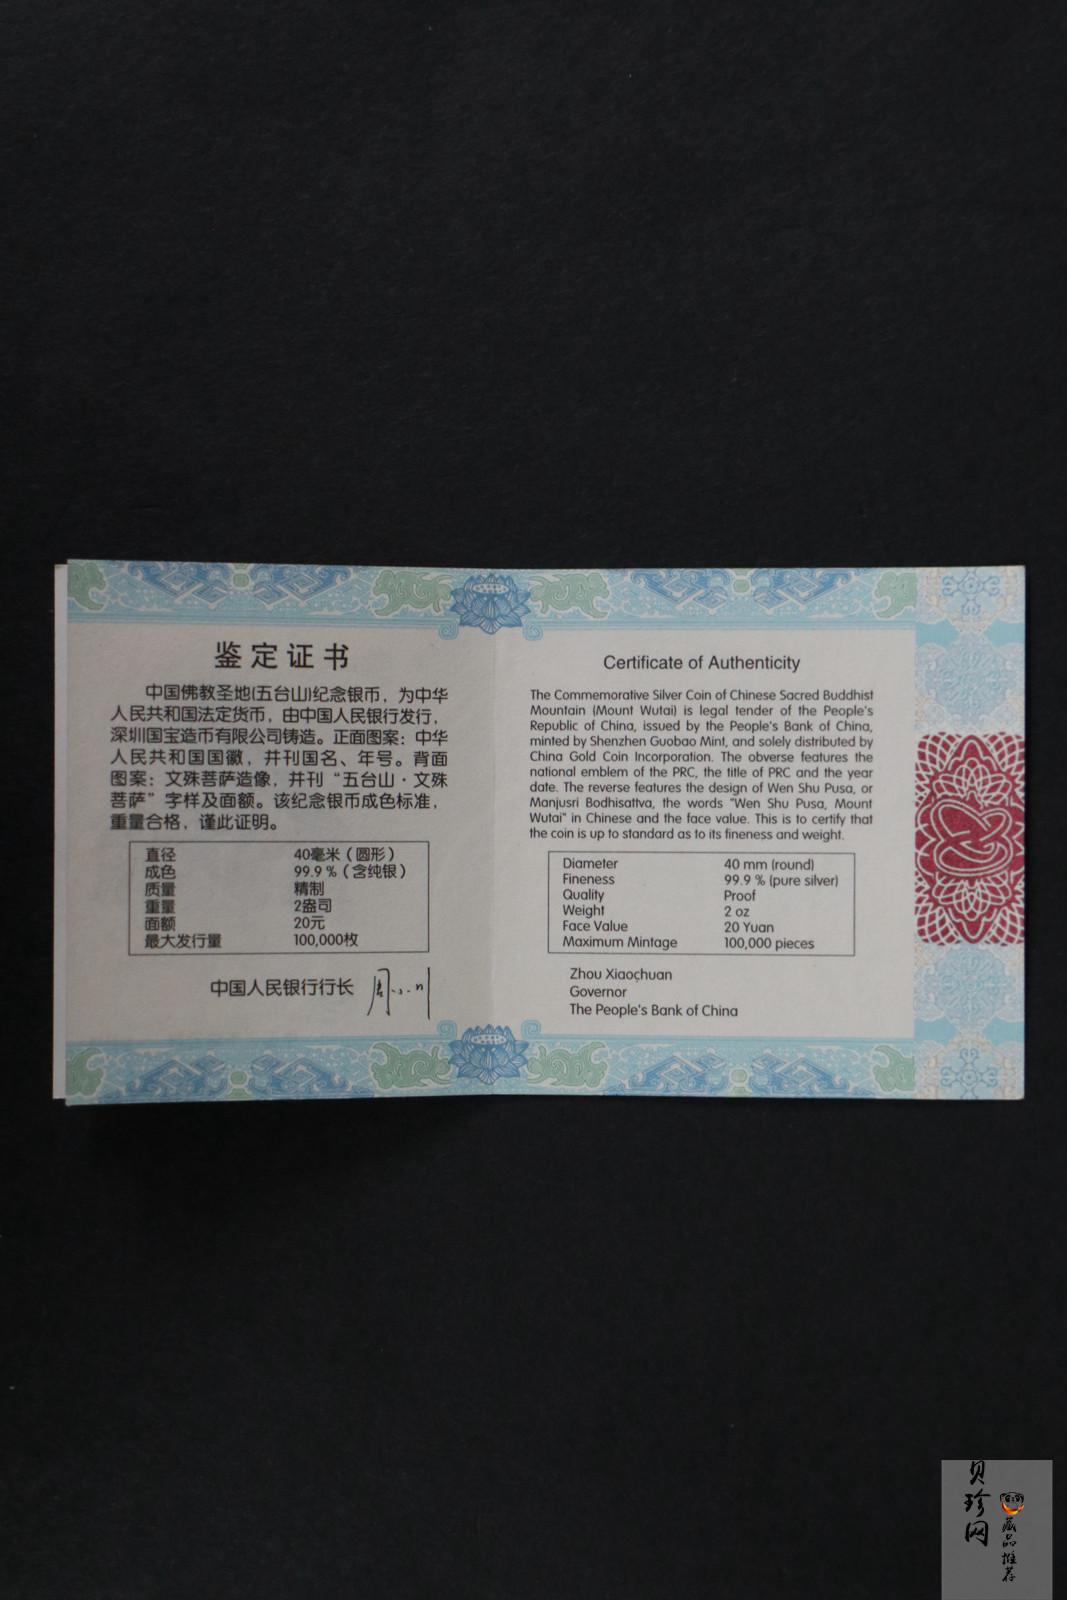 鉴定证书
中国佛教圣地(五台山)纪念银币，为中华
人民共和国法定货币，由中国人民银行发行，
深圳国宝造币有限公司铸造。正面图案：中华
人民共和国国徽，并刊国名、年号。背面
图案：文殊菩萨造像，并刊“五台山·文殊
菩萨”字样及面额。该纪念银币成色标准，
重量合格，谨此证明。
直径 40毫米（圆形）
成色 99.9 %（含纯银）
质量 精制
重量 2盎司
面额 20元
最大发行量 100,000枚
中国人民银行行长 周小川
Certificate of Authenticity
The Commemorative Silver Coin of Chinese Sacred Buddhist
Mountain (Mount Wutai) is legal tender of the People's
Republic of China, issued by the People's Bank of China,
minted by Shenzhen Guobao Mint, and solely distributed by
China Gold Coin Incorporation. The obverse features the
national emblem of the PRC, the title of PRC and the year
date. The reverse features the design of Wen Shu Pusa, or
Manjusri Bodhisattva, the words "Wen Shu Pusa, Mount
Wutai" in Chinese and the face value. This is to certify that
the coin is up to standard as to its fineness and weight.
Diameter 40 mm (round)
Fineness 99.9 % (pure silver)
Quality Proof
Weight 2 oz
Face Value 20 Yuan
Maximum Mintage 100,000 pieces
Zhou Xiaochuan
Governor
The People's Bank of China
贝珍网
藏品推荐